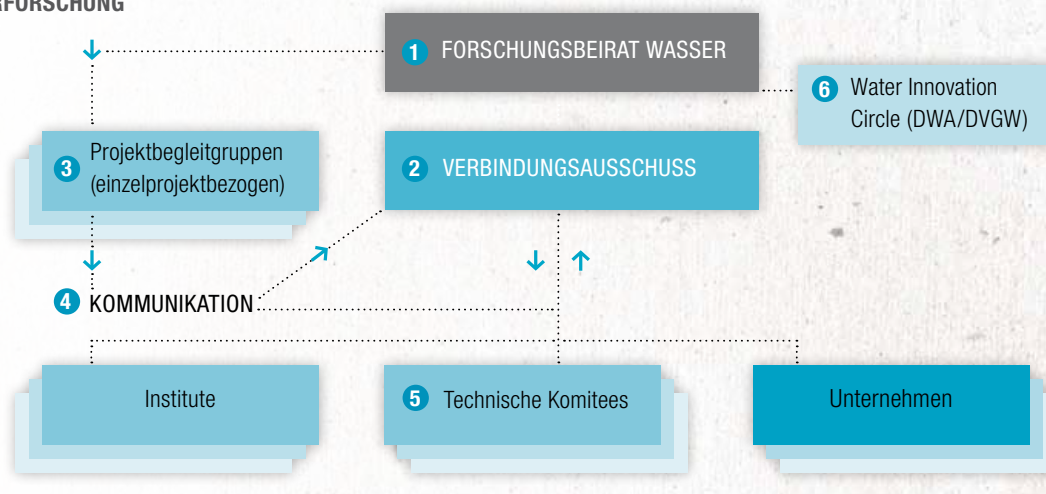 1 FORSCHUNGSBEIRAT WASSER
6 Water Innovation
Circle (DWA/DVGW)
3 Projektbegleitgruppen
(einzelprojektbezogen)
2 VERBINDUNGSAUSSCHUSS
4 KOMMUNIKATION
Institute
5 Technische Komitees
Unternehmen